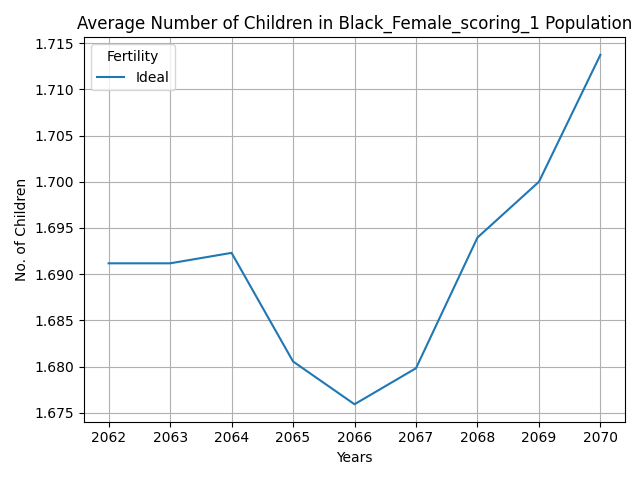 Average Number of Children in Black_Female_scoring_1 Population
Fertility
Ideal
No. of Children
1.715
1.710
1.705
1.700
1.695
1.690
1.685
1.680
1.675
2062 2063 2064 2065 2066 2067 2068 2069 2070
Years